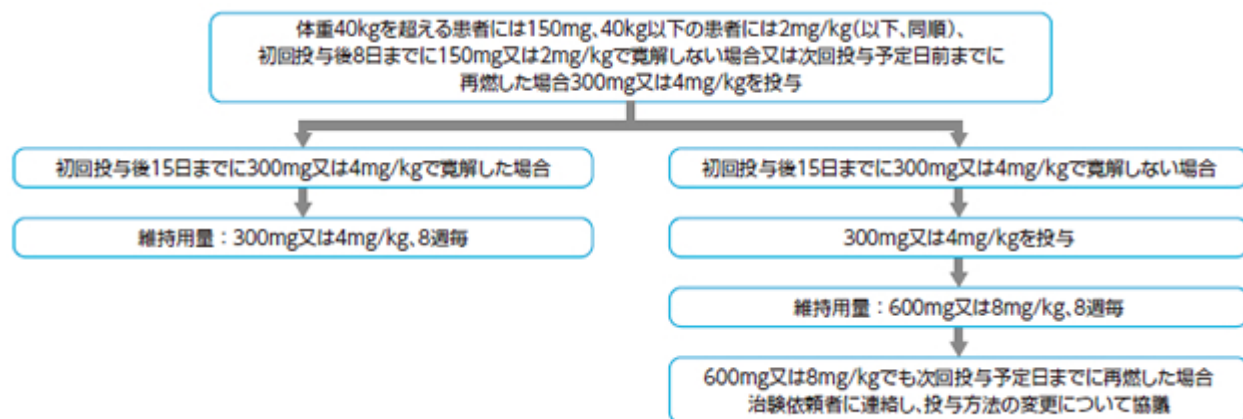 体重40kgを超える患者には150mg、40kg以下の患者には2mg/kg(以下、同順)、
初回投与後8日までに150mg又は2mg/kgで寛解しない場合又は次回投与予定日前までに
再燃した場合300mg又は4mg/kgを投与
初回投与後15日までに300mg又は4mg/kgで寛解した場合
維持用量：300mg又は4mg/kg、8週毎
初回投与後15日までに300mg又は4mg/kgで寛解しない場合
300mg又は4mg/kgを投与
維持用量：600mg又は8mg/kg、8週毎
600mg又は8mg/kgでも次回投与予定日までに再燃した場合
治験依頼者に連絡し、投与方法の変更について協議